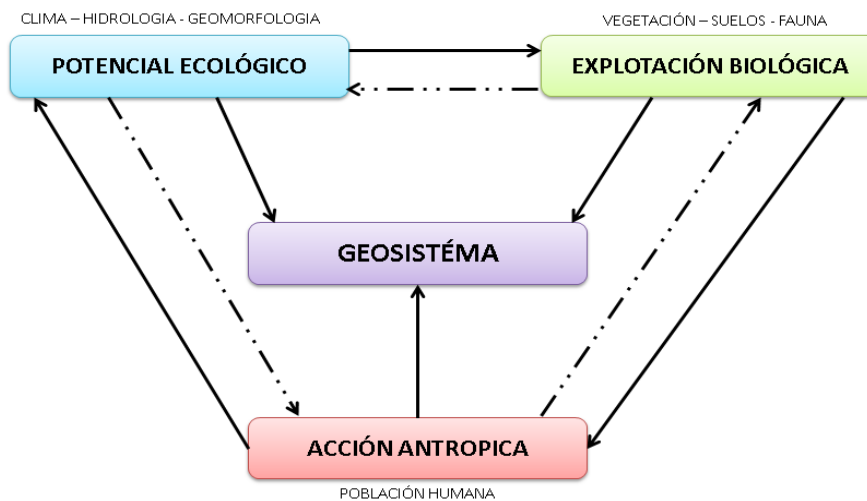 CLIMA – HIDROLOGIA - GEOMORFOLOGIA
VEGETACIÓN – SUELOS - FAUNA
POTENCIAL ECOLÓGICO
EXPLOTACIÓN BIOLÓGICA
GEOSISTÉMA
ACCIÓN ANTROPICA
POBLACIÓN HUMANA